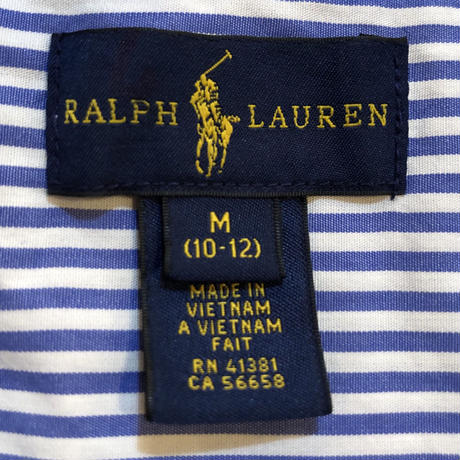 RALPH LAUREN
M
(10-12)
MADE IN
VIETNAM
A VIETNAM
FAIT
RN 41381
CA 56658